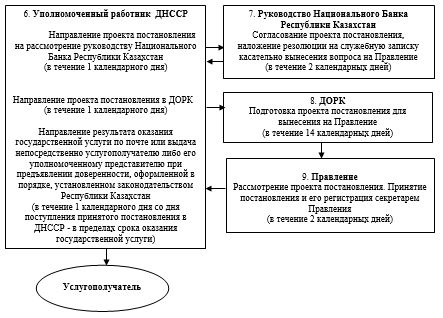 6. Уполномоченный работник ДНССР
Направление проекта постановления
на рассмотрение руководству Национального
Банка Республики Казахстан
(в течение 1 календарного дня)
Направление проекта постановления в ДОРК
(в течение 1 календарного дня)
Направление результата оказания
государственной услуги по почте или выдача
непосредственно услугополучателю либо его
уполномоченному представителю при
предъявлении доверенности, оформленной в
порядке, установленном законодательством
Республики Казахстан
(в течение 1 календарного дня со дня
поступления принятого постановления в
ДНССР - в пределах срока оказания
государственной услуги)
7. Руководство Национального Банка
Республики Казахстан
Согласование проекта постановления,
наложение резолюции на служебную записку
касательно вынесения вопроса на Правление
(в течение 2 календарных дней)
8. ДОРК
Подготовка проекта постановления для
вынесения на Правление
(в течение 14 календарных дней)
9. Правление
Рассмотрение проекта постановления. Принятие
постановления и его регистрация секретарем
Правления
(в течение 2 календарных дней)
Услугополучатель